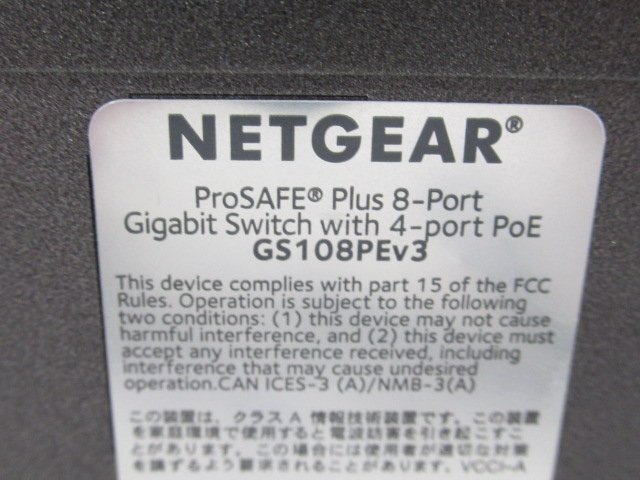 NETGEAR®
ProSAFE® Plus 8-Port
Gigabit Switch with 4-port PoE
GS108PEv3
This device complies with part 15 of the FCC
Rules. Operation is subject to the following
two conditions: (1) this device may not cause
harmful interference, and (2) this device must
accept any interference received, including
interference that may cause undesired
operation.CAN ICES-3 (A)/NMB-3(A)
この装置は、クラスA 情報技術装置です。この装置
を家庭環境で使用すると電波妨害を引き起こすこ
とがあります。この場合には使用者が適切な対策
を講ずるよう要求されることがあります。VCCI-A